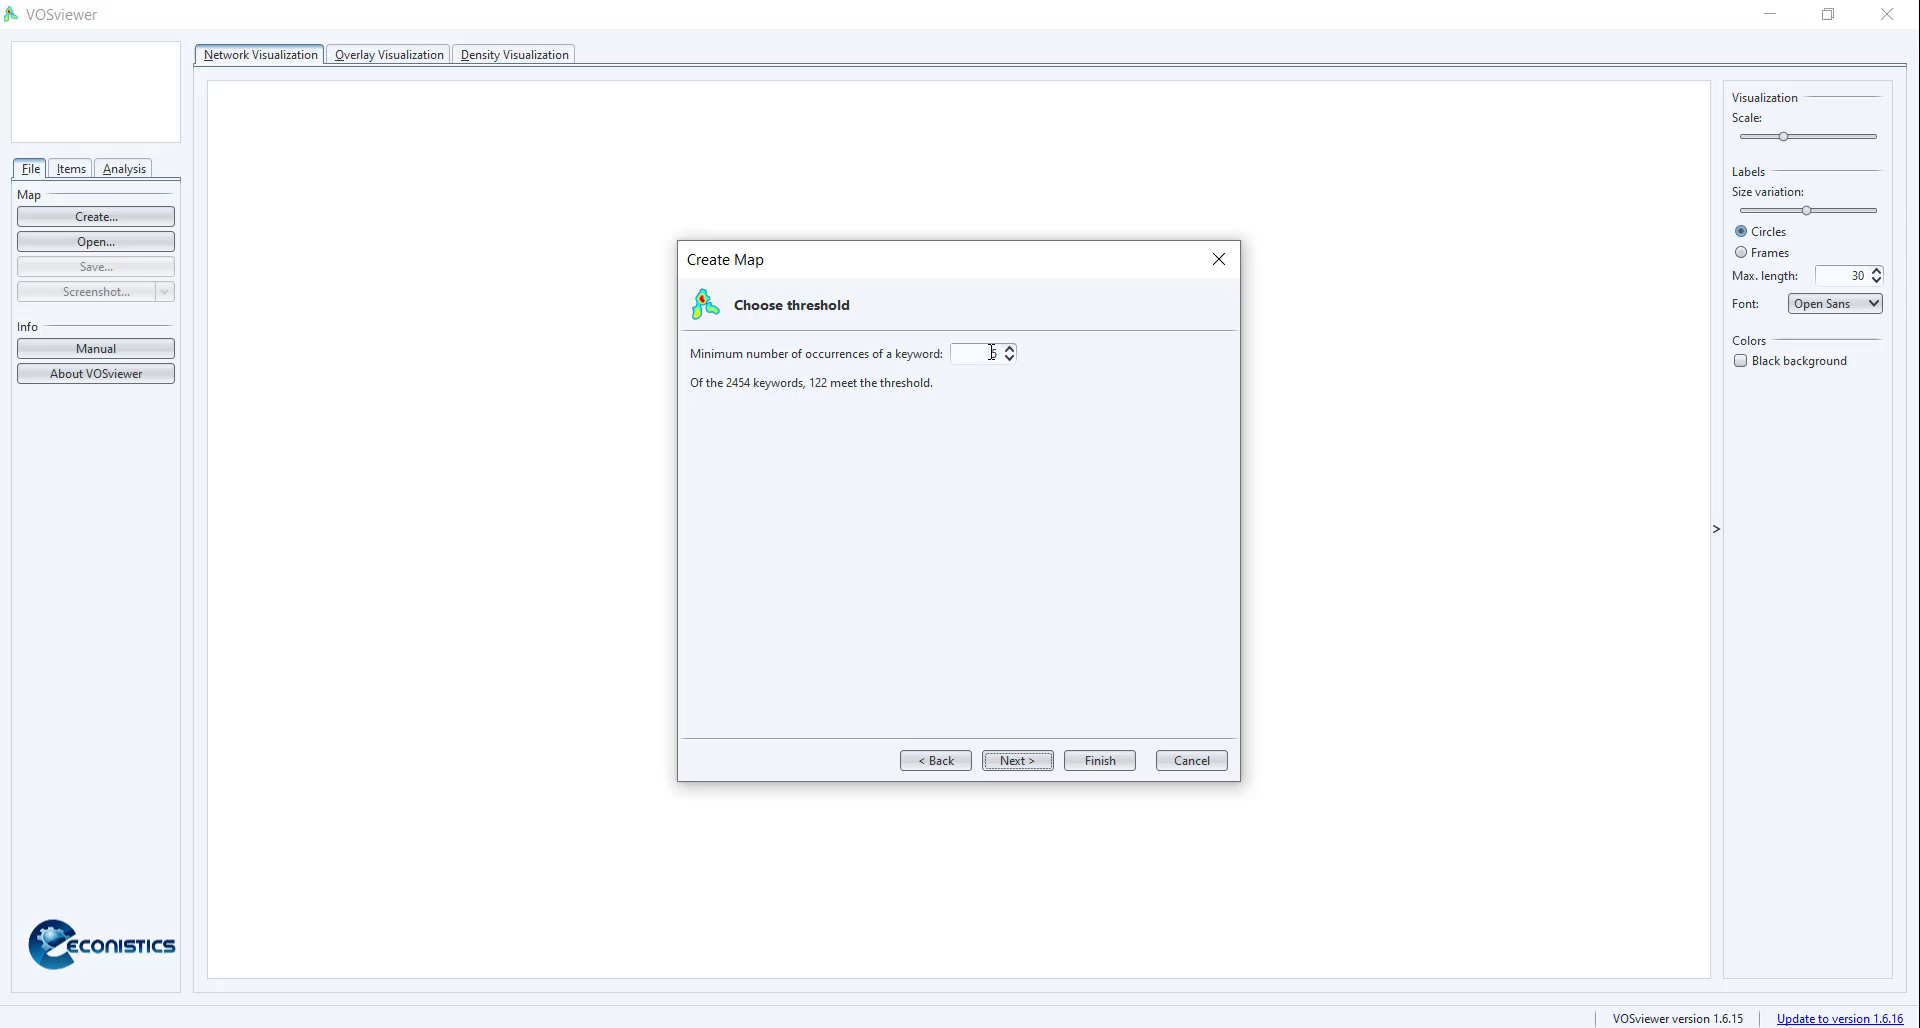 VOSviewer
Network Visualization
Overlay Visualization
Density Visualization
File
Items
Analysis
Map
Create...
Open...
Save...
Screenshot...
Info
Manual
About VOSviewer
ECONISTICS
Create Map
Choose threshold
Minimum number of occurrences of a keyword:
Of the 2454 keywords, 122 meet the threshold.
< Back
Next >
Finish
Cancel
>
Visualization
Scale:
Labels
Size variation:
Circles
Frames
Max. length: 30
Font: Open Sans
Colors
Black background
VOSviewer version 1.6.15
Update to version 1.6.16